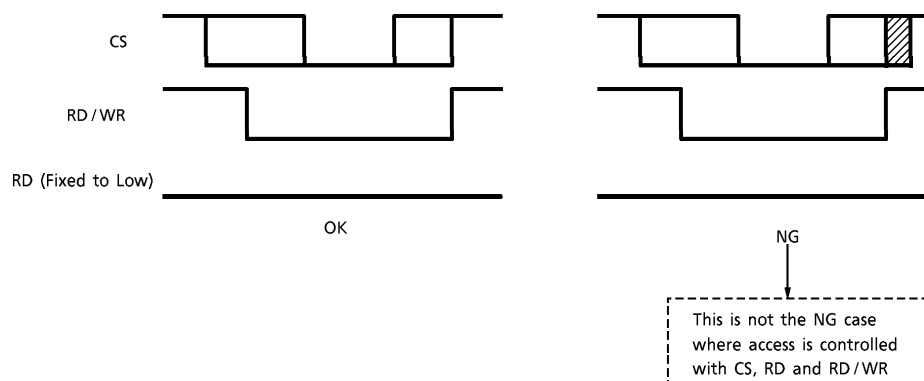 CS
RD / WR
RD (Fixed to Low)
OK
NG
This is not the NG case
where access is controlled
with CS, RD and RD / WR